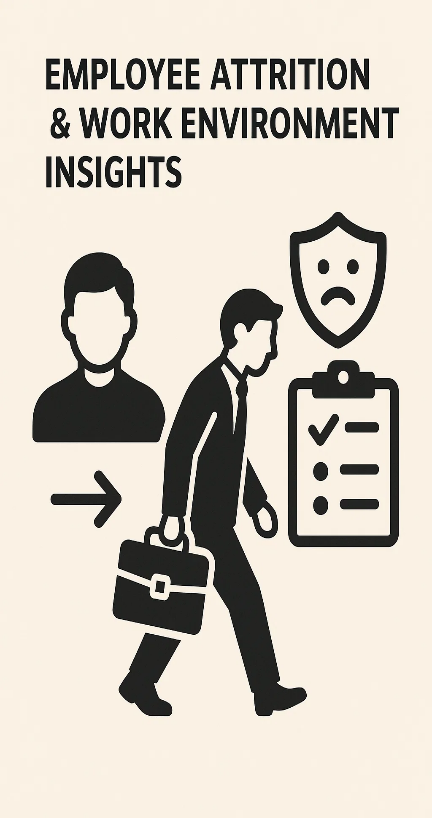 EMPLOYEE ATTRITION
& WORK ENVIRONMENT
INSIGHTS